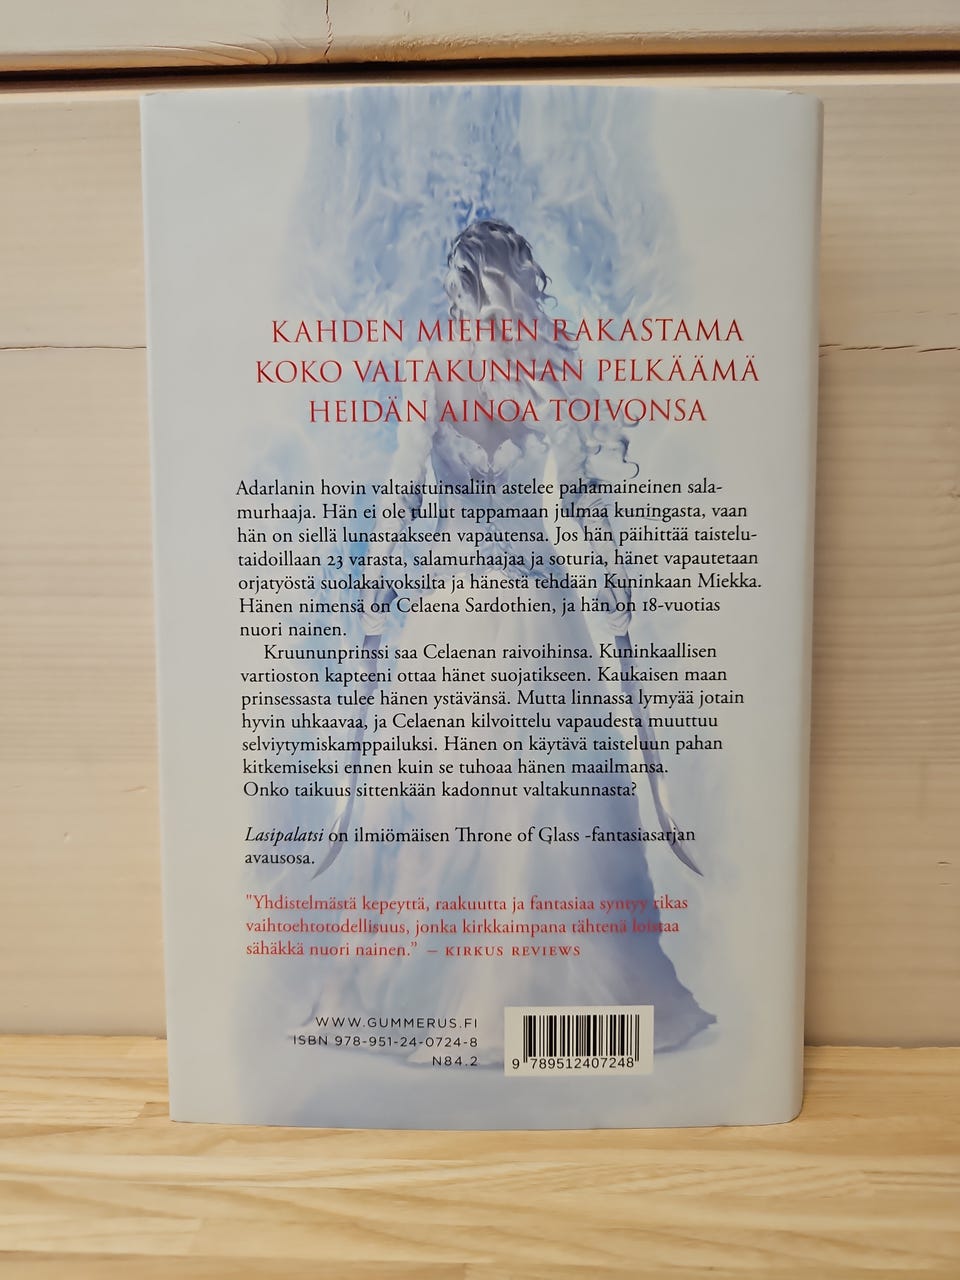 KAHDEN MIEHEN RAKASTAMA
KOKO VALTAKUNNAN PELKÄÄMÄ
HEIDÄN AINOA TOIVONSA
Adarlanin hovin valtaistuinsaliin astelee pahamaineinen sala-
murhaaja. Hän ei ole tullut tappamaan julmaa kuningasta, vaan
hän on siellä lunastaakseen vapautensa. Jos hän päihittää taistelu-
taidoillaan 23 varasta, salamurhaajaa ja soturia, hänet vapautetaan
orjatyöstä suolakaivoksilta ja hänestä tehdään Kuninkaan Miekka.
Hänen nimensä on Celaena Sardothien, ja hän on 18-vuotias
nuori nainen.
Kruununprinssi saa Celaenan raivoihinsa. Kuninkaallisen
vartioston kapteeni ottaa hänet suojatikseen. Kaukaisen maan
prinsessasta tulee hänen ystävänsä. Mutta linnassa lymyää jotain
hyvin uhkaavaa, ja Celaenan kilvoittelu vapaudesta muuttuu
selviytymiskamppailuksi. Hänen on käytävä taisteluun pahan
kitkemiseksi ennen kuin se tuhoaa hänen maailmansa.
Onko taikuus sittenkään kadonnut valtakunnasta?
Lasipalatsi on ilmiömäisen Throne of Glass -fantasiasarjan
avausosa.
"Yhdistelmästä kepeyttä, raakuutta ja fantasiaa syntyy rikas
vaihtoehtotodellisuus, jonka kirkkaimpana tähtenä loistaa
sähäkkä nuori nainen.” – KIRKUS REVIEWS
WWW.GUMMERUS.FI
ISBN 978-951-24-0724-8
N84.2
9 789512407248